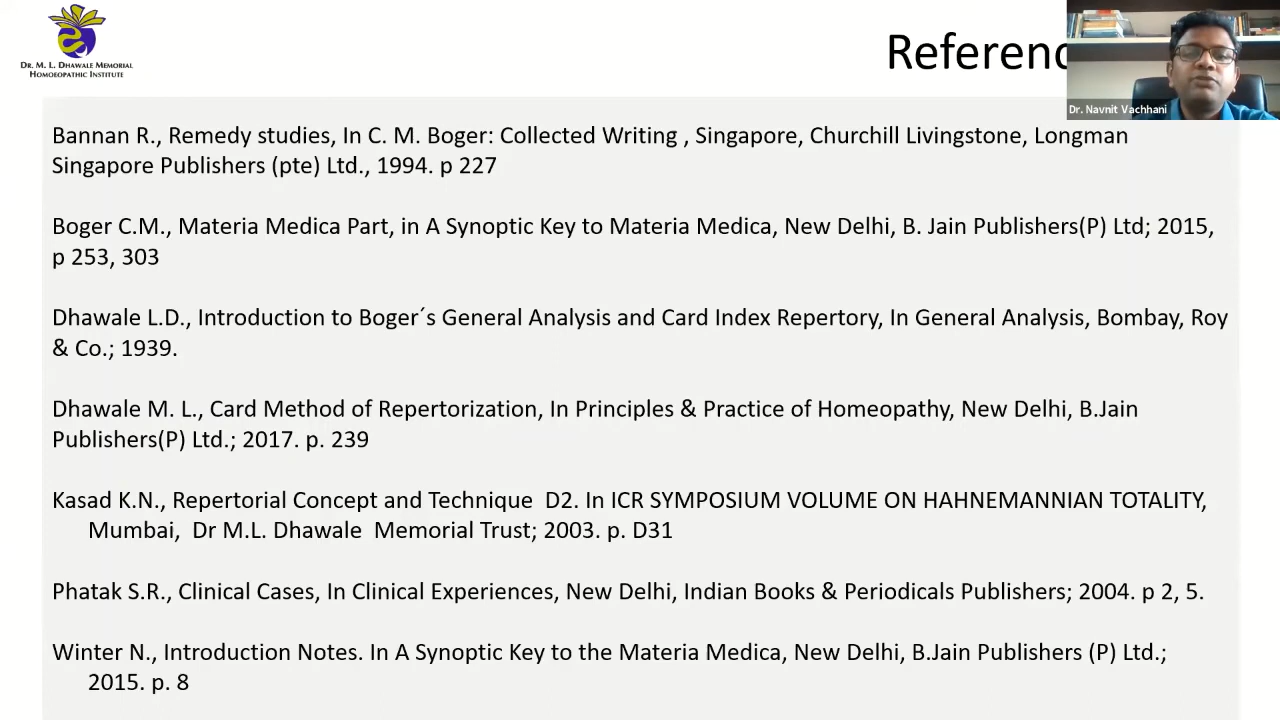 DR. M. L. DHAWALE MEMORIAL
HOMOEOPATHIC INSTITUTE
Dr. Navnit Vachhani
Bannan R., Remedy studies, In C. M. Boger: Collected Writing , Singapore, Churchill Livingstone, Longman
Singapore Publishers (pte) Ltd., 1994. p 227
Boger C.M., Materia Medica Part, in A Synoptic Key to Materia Medica, New Delhi, B. Jain Publishers(P) Ltd; 2015,
p 253, 303
Dhawale L.D., Introduction to Boger´s General Analysis and Card Index Repertory, In General Analysis, Bombay, Roy
& Co.; 1939.
Dhawale M. L., Card Method of Repertorization, In Principles & Practice of Homeopathy, New Delhi, B.Jain
Publishers(P) Ltd.; 2017. p. 239
Kasad K.N., Repertorial Concept and Technique  D2. In ICR SYMPOSIUM VOLUME ON HAHNEMANNIAN TOTALITY,
Mumbai,  Dr M.L. Dhawale  Memorial Trust; 2003. p. D31
Phatak S.R., Clinical Cases, In Clinical Experiences, New Delhi, Indian Books & Periodicals Publishers; 2004. p 2, 5.
Winter N., Introduction Notes. In A Synoptic Key to the Materia Medica, New Delhi, B.Jain Publishers (P) Ltd.;
2015. p. 8